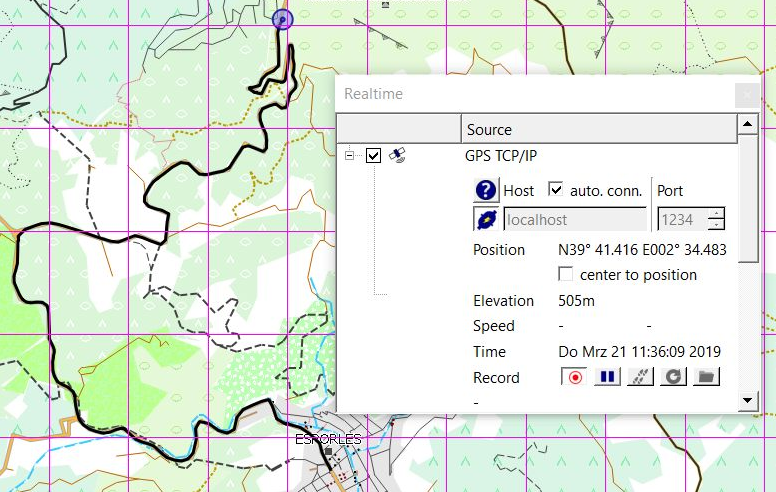 Realtime
Source
GPS TCP/IP
Host auto. conn. Port
localhost 1234
Position N39° 41.416 E002° 34.483
center to position
Elevation 505m
Speed - -
Time Do Mrz 21 11:36:09 2019
Record
-
ESPORLES